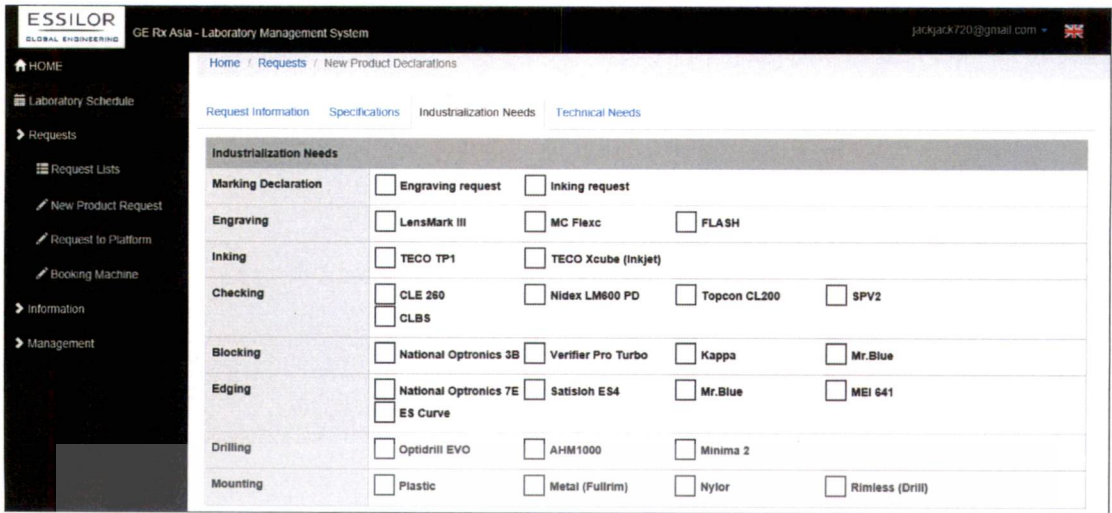 ESSILOR
GLOBAL ENGINEERING
GE Rx Asia - Laboratory Management System
jackjack720@gmail.com
HOME
Laboratory Schedule
Requests
Request Lists
New Product Request
Request to Platform
Booking Machine
Information
Management
Home / Requests / New Product Declarations
Request Information Specifications Industrialization Needs Technical Needs
Industrialization Needs
Marking Declaration Engraving request Inking request
Engraving LensMark III MC Flexc FLASH
Inking TECO TP1 TECO Xcube (Inkjet)
Checking CLE 260 Nidex LM600 PD Topcon CL200 SPV2
CLBS
Blocking National Optronics 3B Verifier Pro Turbo Kappa Mr.Blue
Edging National Optronics 7E Satisloh ES4 Mr.Blue MEI 641
ES Curve
Drilling Optidrill EVO AHM1000 Minima 2
Mounting Plastic Metal (Fullrim) Nylor Rimless (Drill)